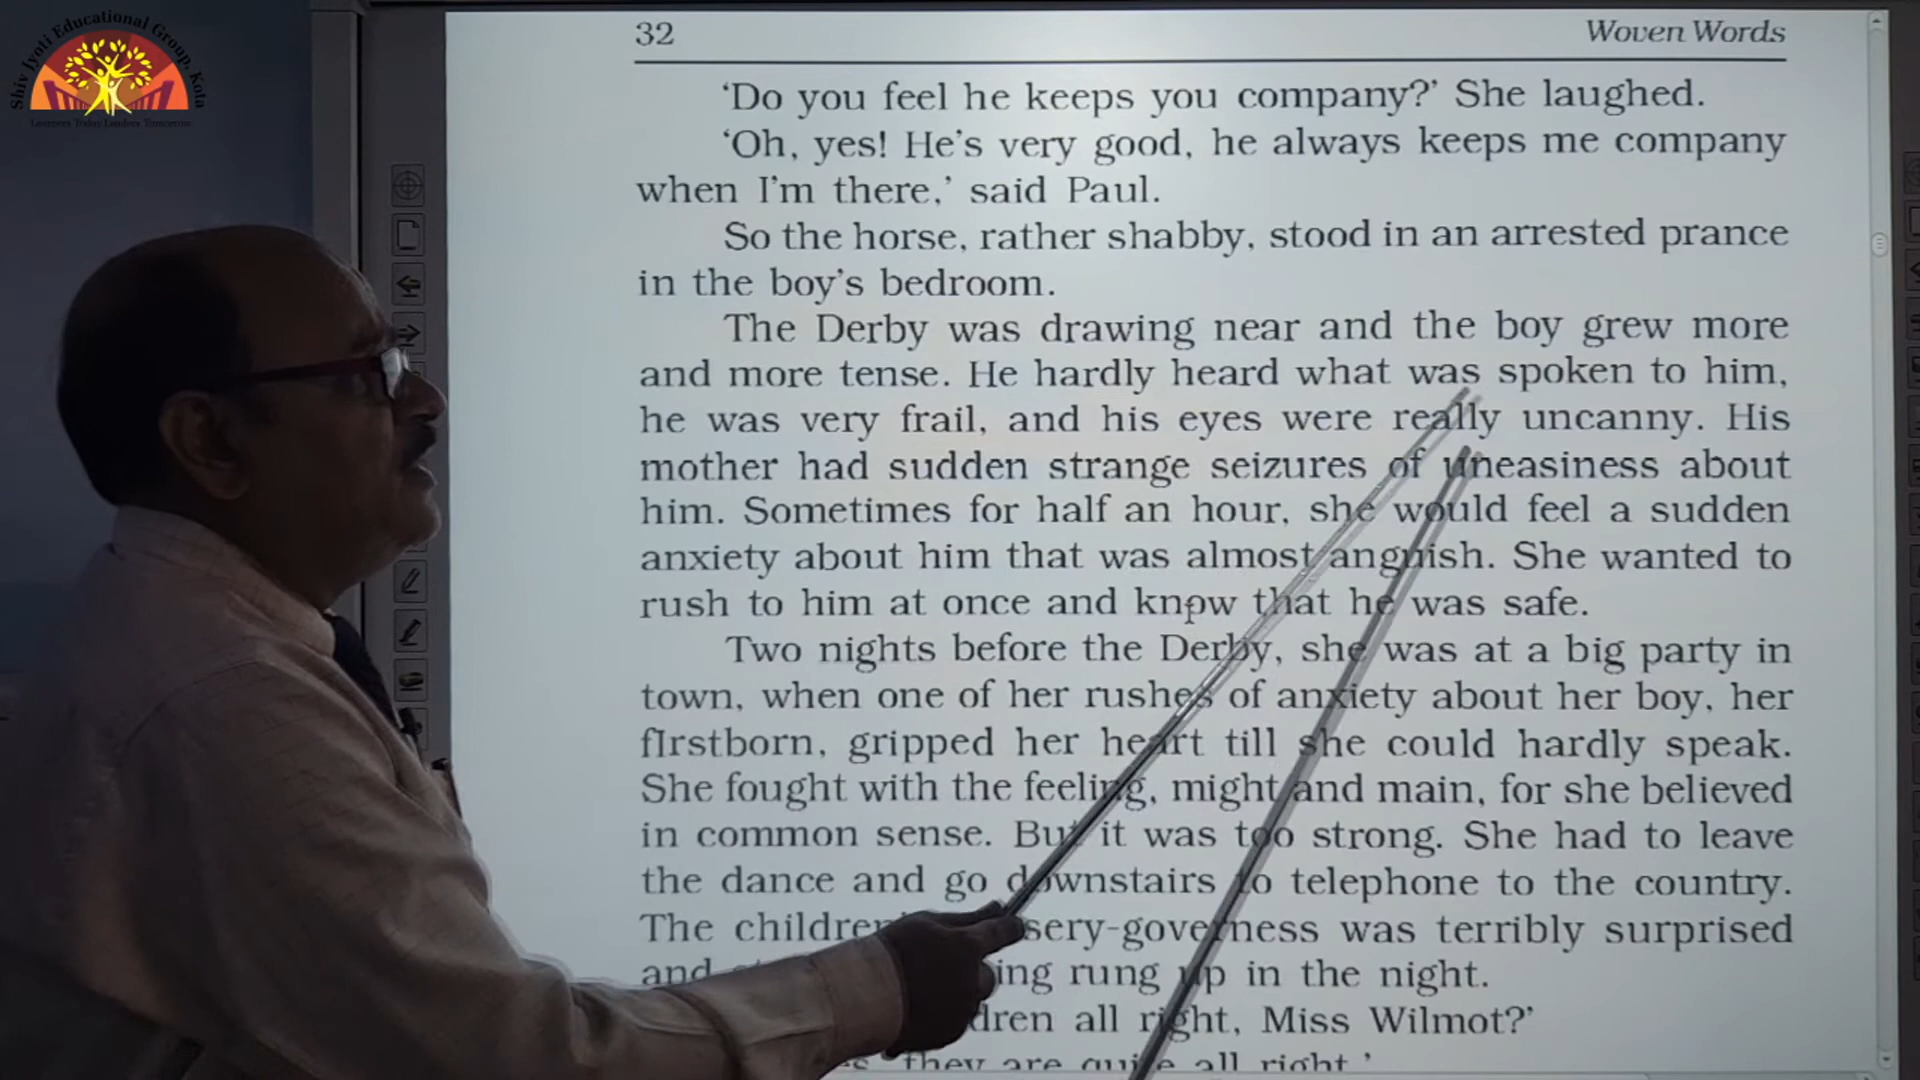 Shiv Jyoti Educational Group, Kota
32 Woven Words
‘Do you feel he keeps you company?’ She laughed.
‘Oh, yes! He’s very good, he always keeps me company
when I’m there,’ said Paul.
So the horse, rather shabby, stood in an arrested prance
in the boy’s bedroom.
The Derby was drawing near and the boy grew more
and more tense. He hardly heard what was spoken to him,
he was very frail, and his eyes were really uncanny. His
mother had sudden strange seizures of uneasiness about
him. Sometimes for half an hour, she would feel a sudden
anxiety about him that was almost anguish. She wanted to
rush to him at once and know that he was safe.
Two nights before the Derby, she was at a big party in
town, when one of her rushes of anxiety about her boy, her
fIrstborn, gripped her heart till she could hardly speak.
She fought with the feeling, might and main, for she believed
in common sense. But it was too strong. She had to leave
the dance and go downstairs to telephone to the country.
The sery-governess was terribly surprised
and ing rung up in the night.
dren all right, Miss Wilmot?’
they are quite all right.’